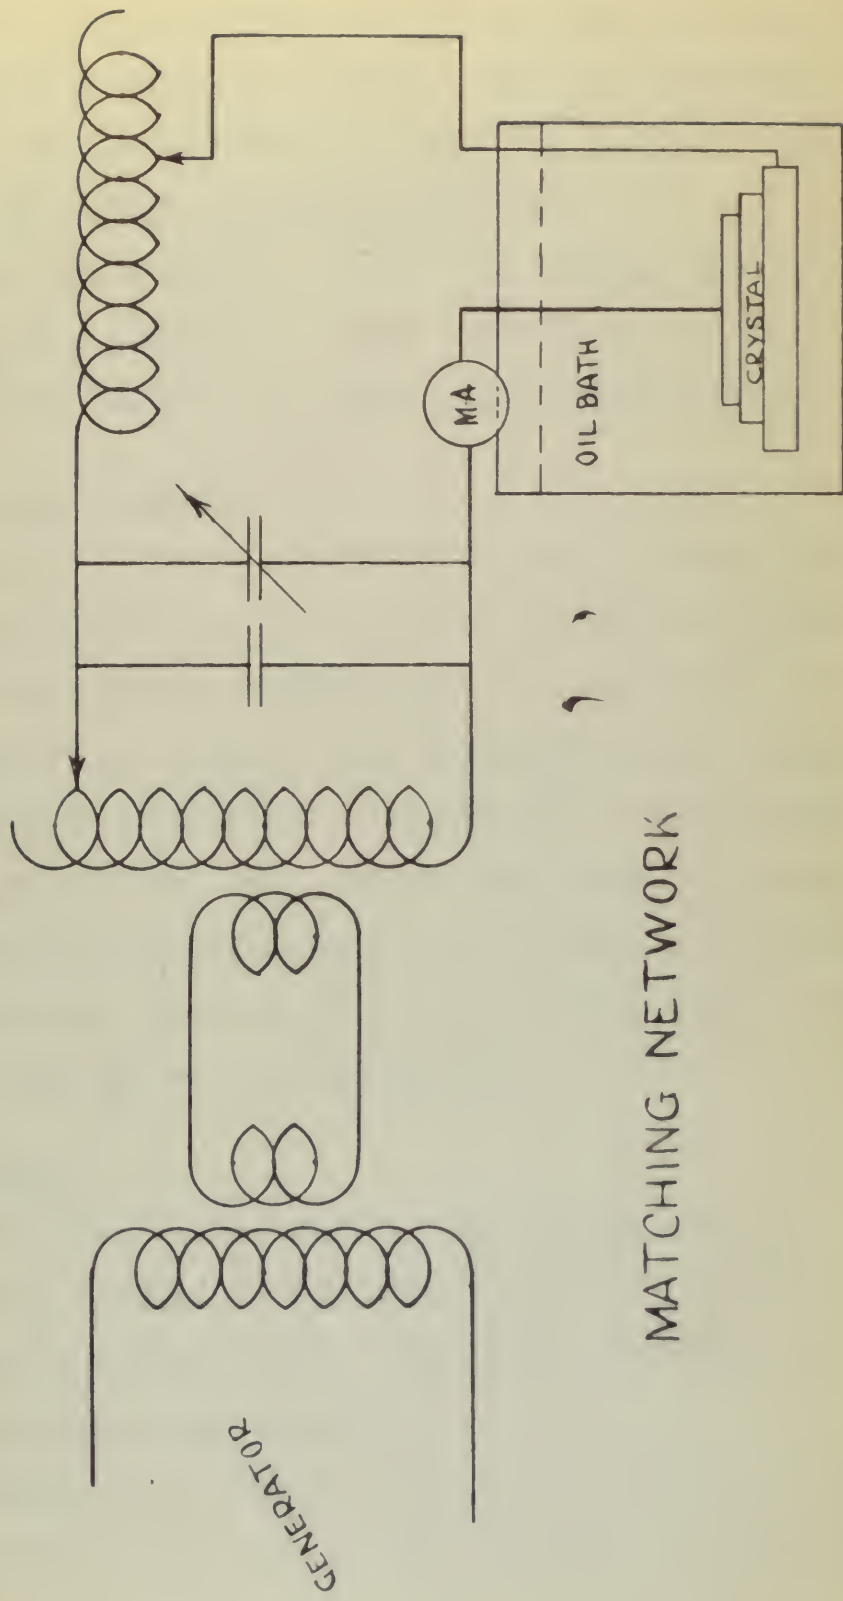 GENERATOR
M·A
OIL BATH
CRYSTAL
MATCHING NETWORK